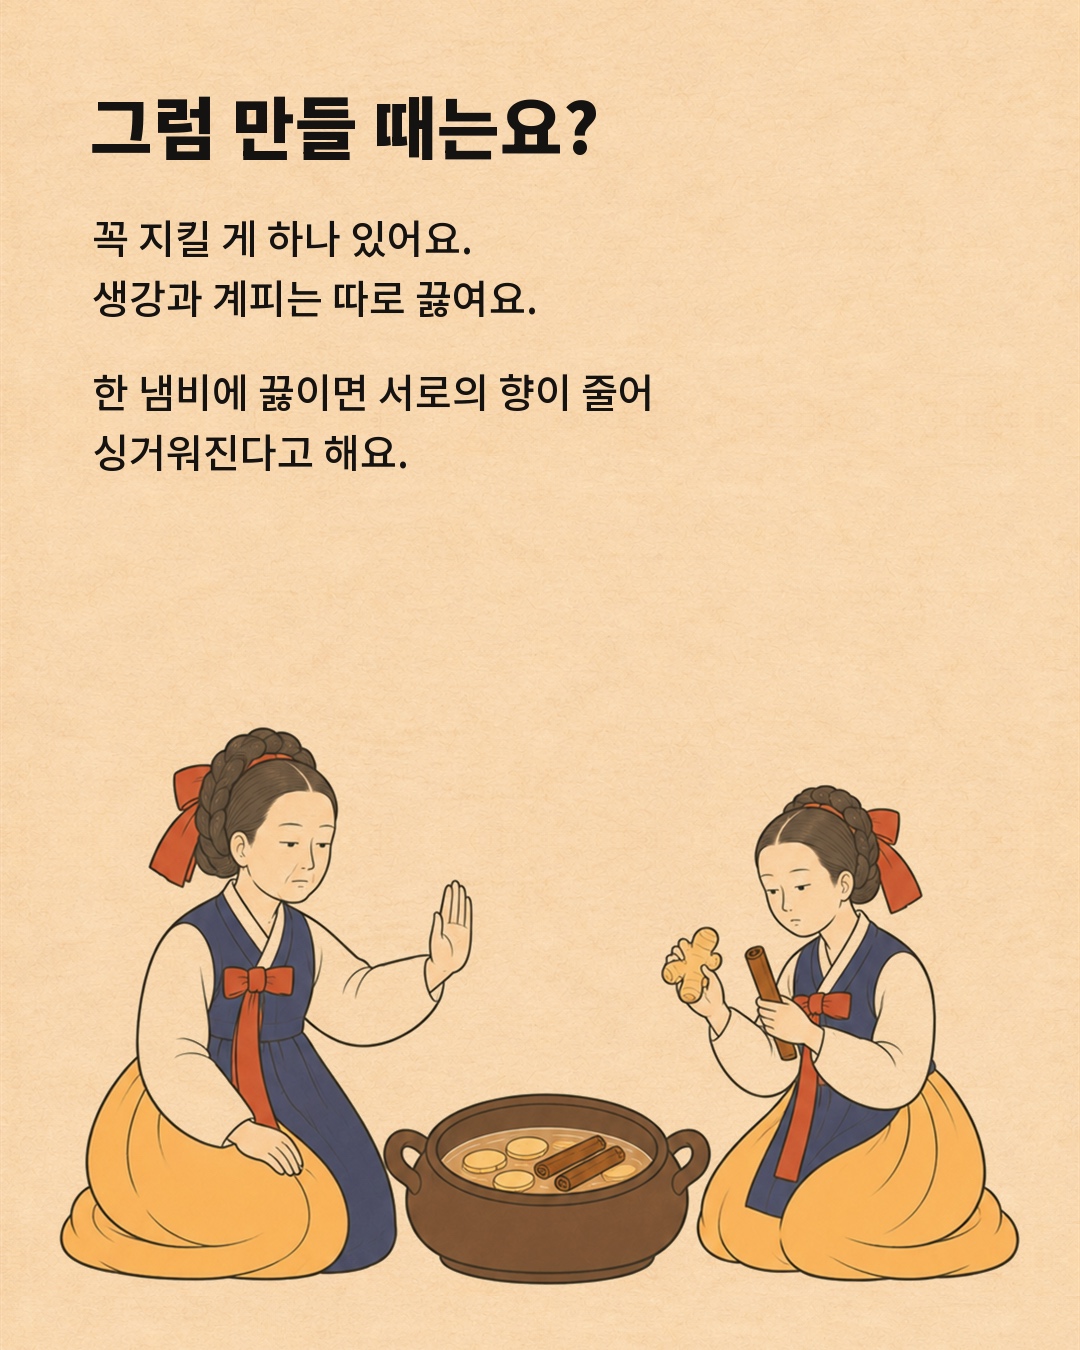 그럼 만들 때는요?
꼭 지킬 게 하나 있어요.
생강과 계피는 따로 끓여요.
한 냄비에 끓이면 서로의 향이 줄어
싱거워진다고 해요.